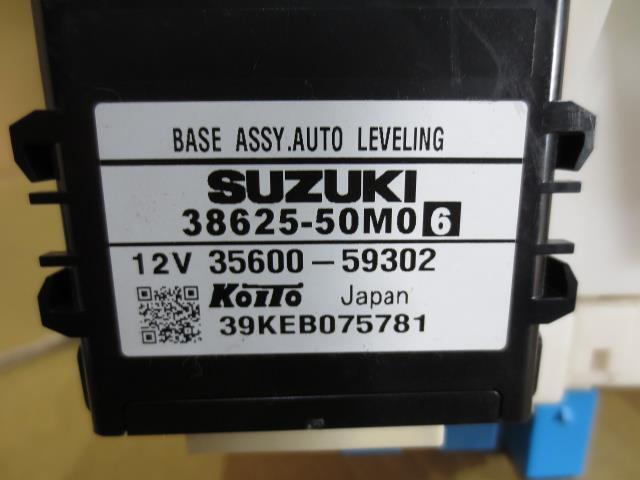 BASE ASSY.AUTO LEVELING
SUZUKI
38625-50M0 6
12V 35600-59302
KOITO Japan
39KEB075781